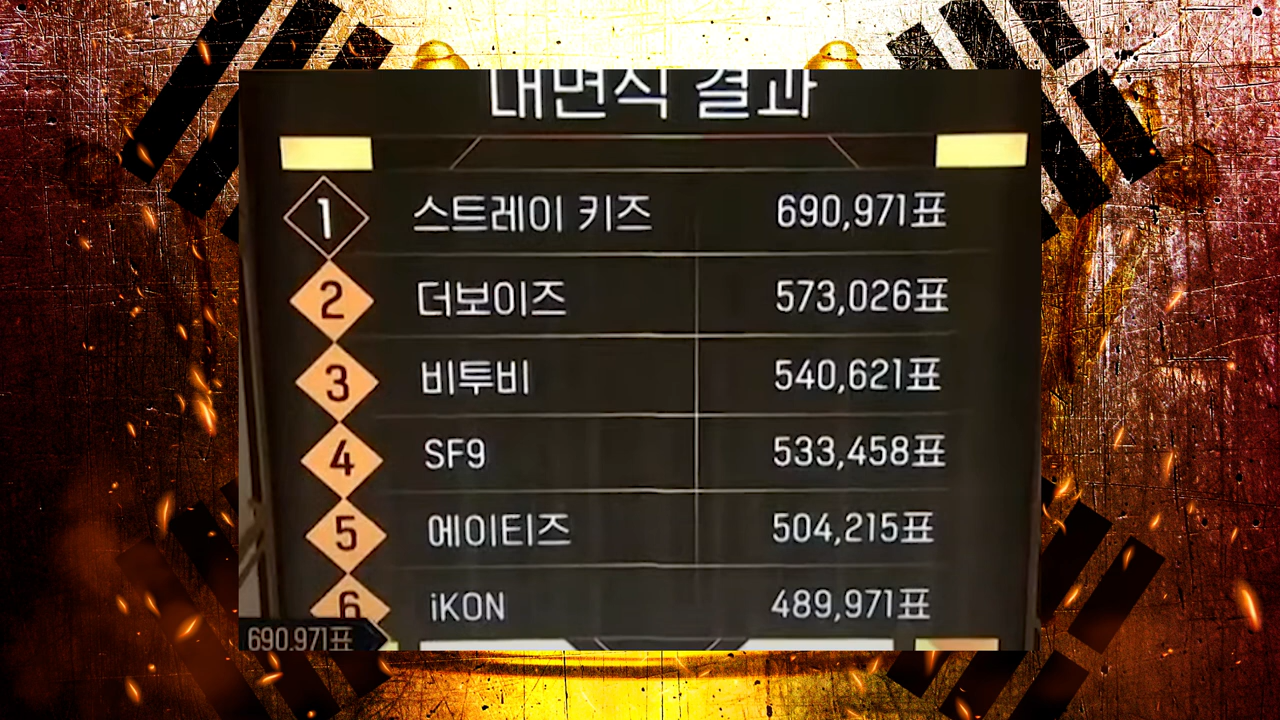 대면식 결과
1 스트레이 키즈 690,971표
2 더보이즈 573,026표
3 비투비 540,621표
4 SF9 533,458표
5 에이티즈 504,215표
6 iKON 489,971표
690,971표